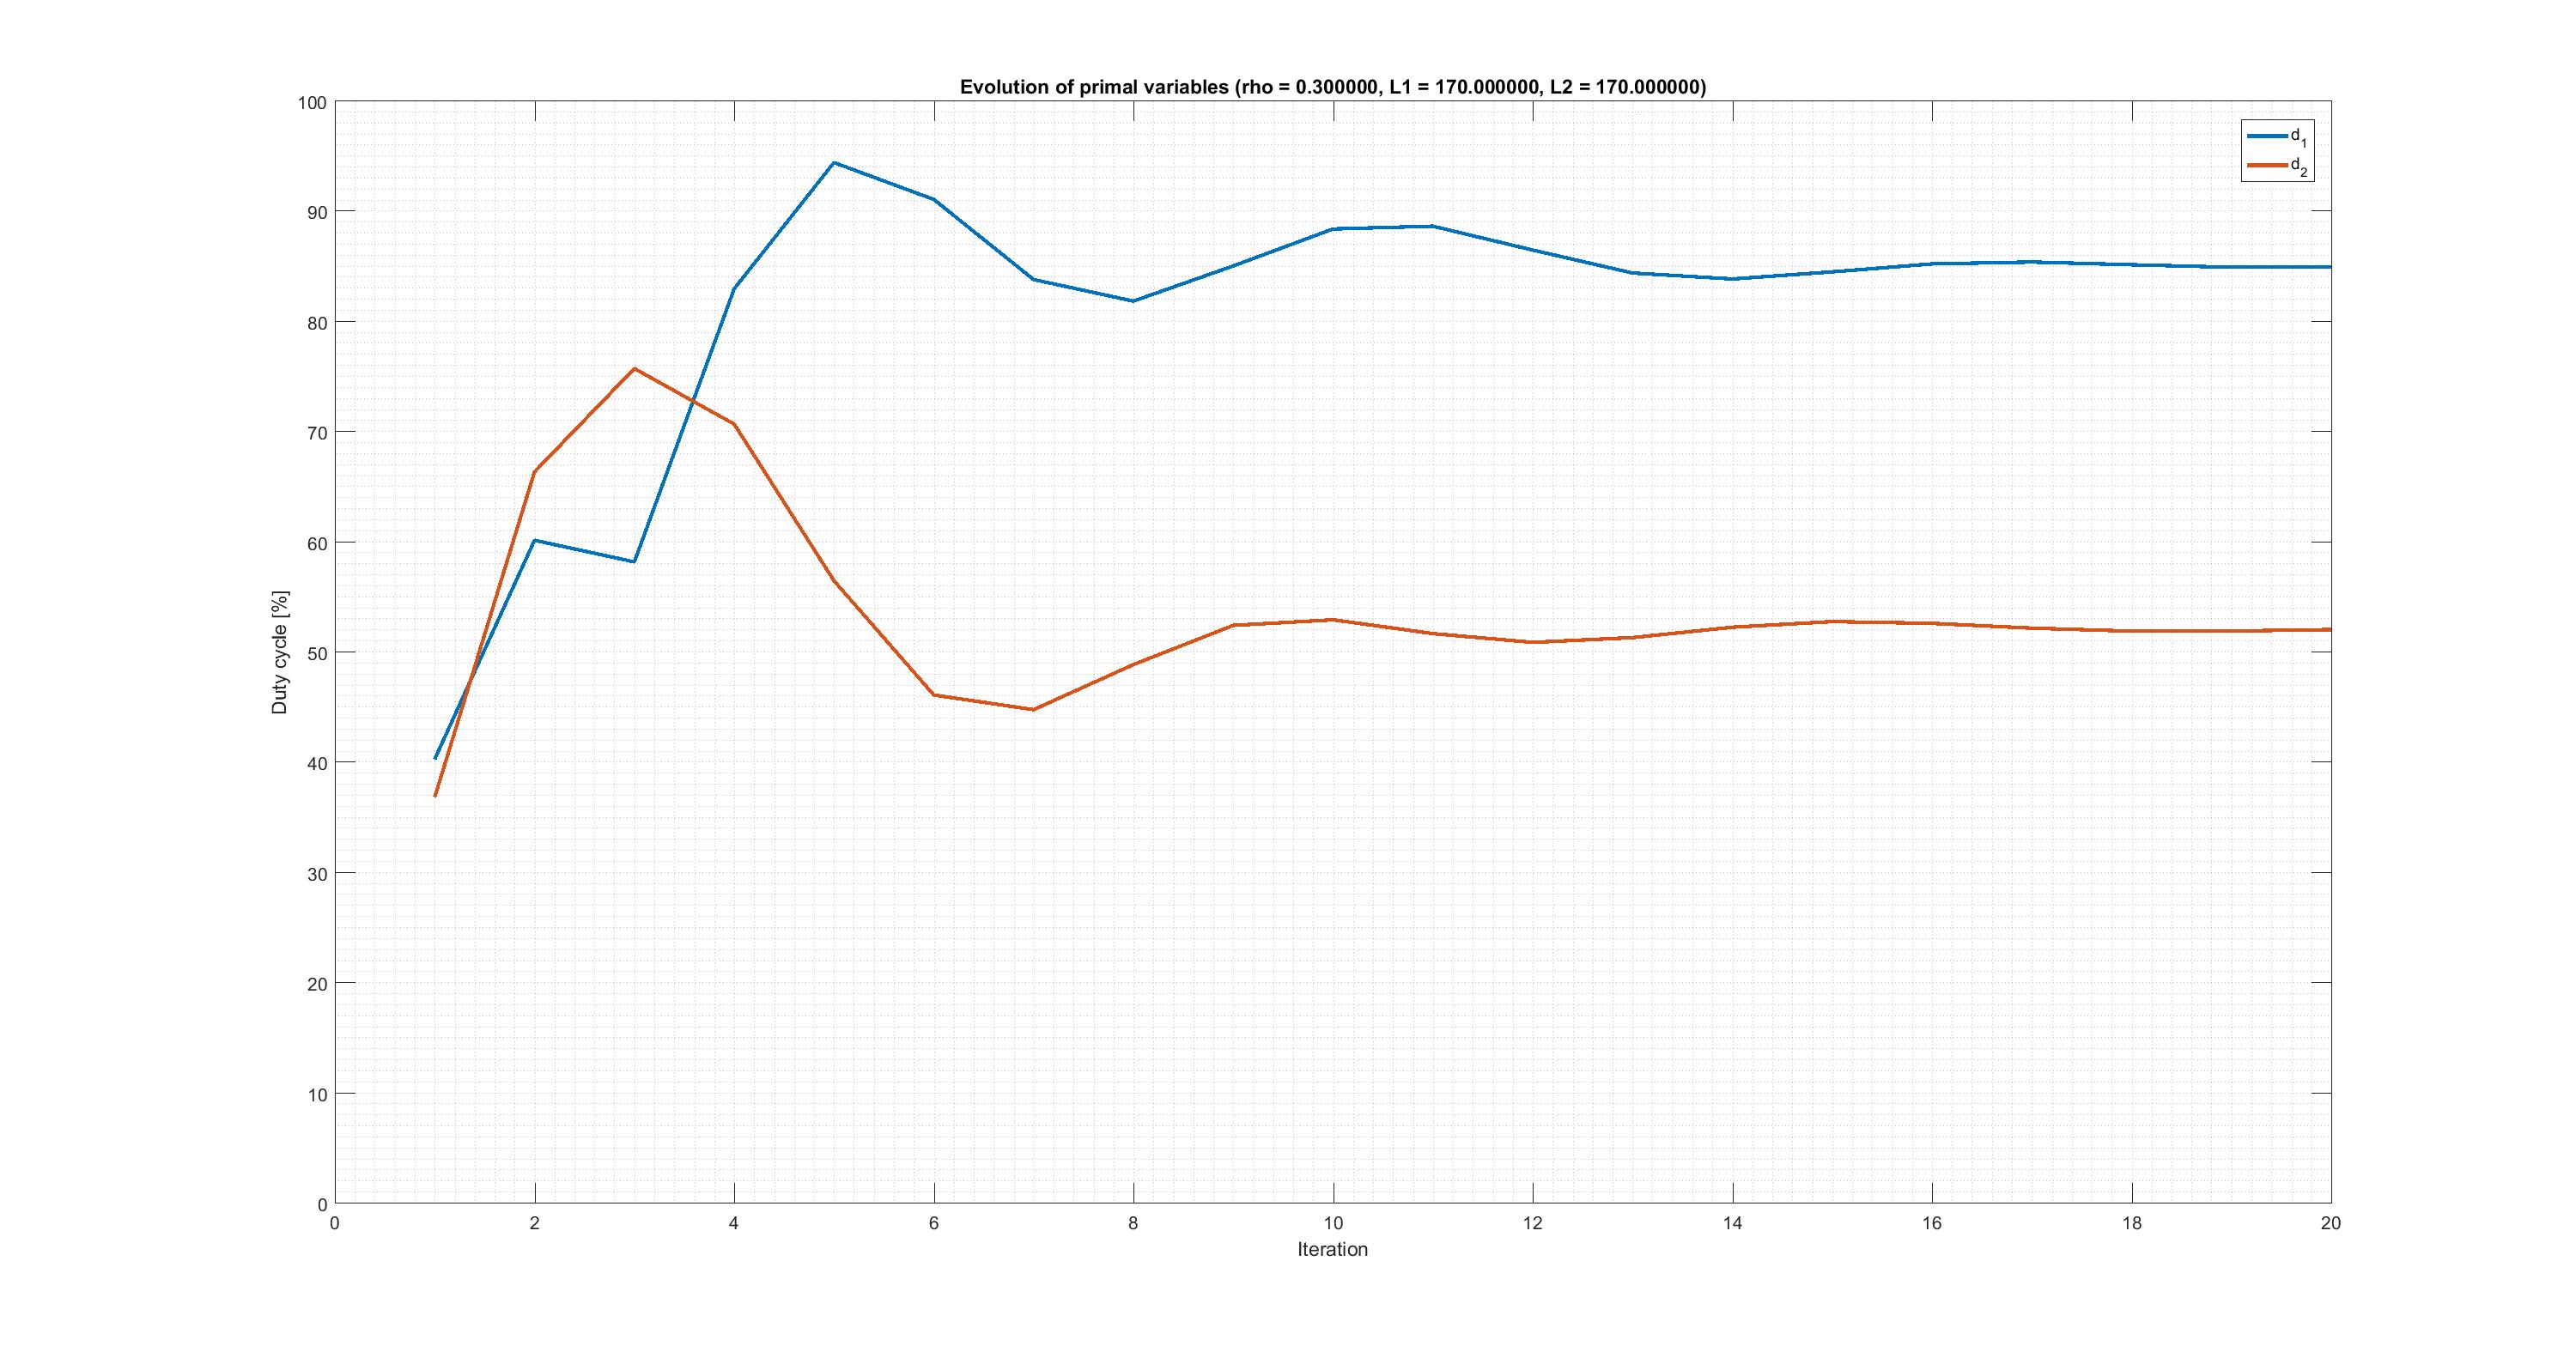 Evolution of primal variables (rho = 0.300000, L1 = 170.000000, L2 = 170.000000)
d1
d2
100
90
80
70
60
50
40
30
20
10
0
Duty cycle [%]
0 2 4 6 8 10 12 14 16 18 20
Iteration